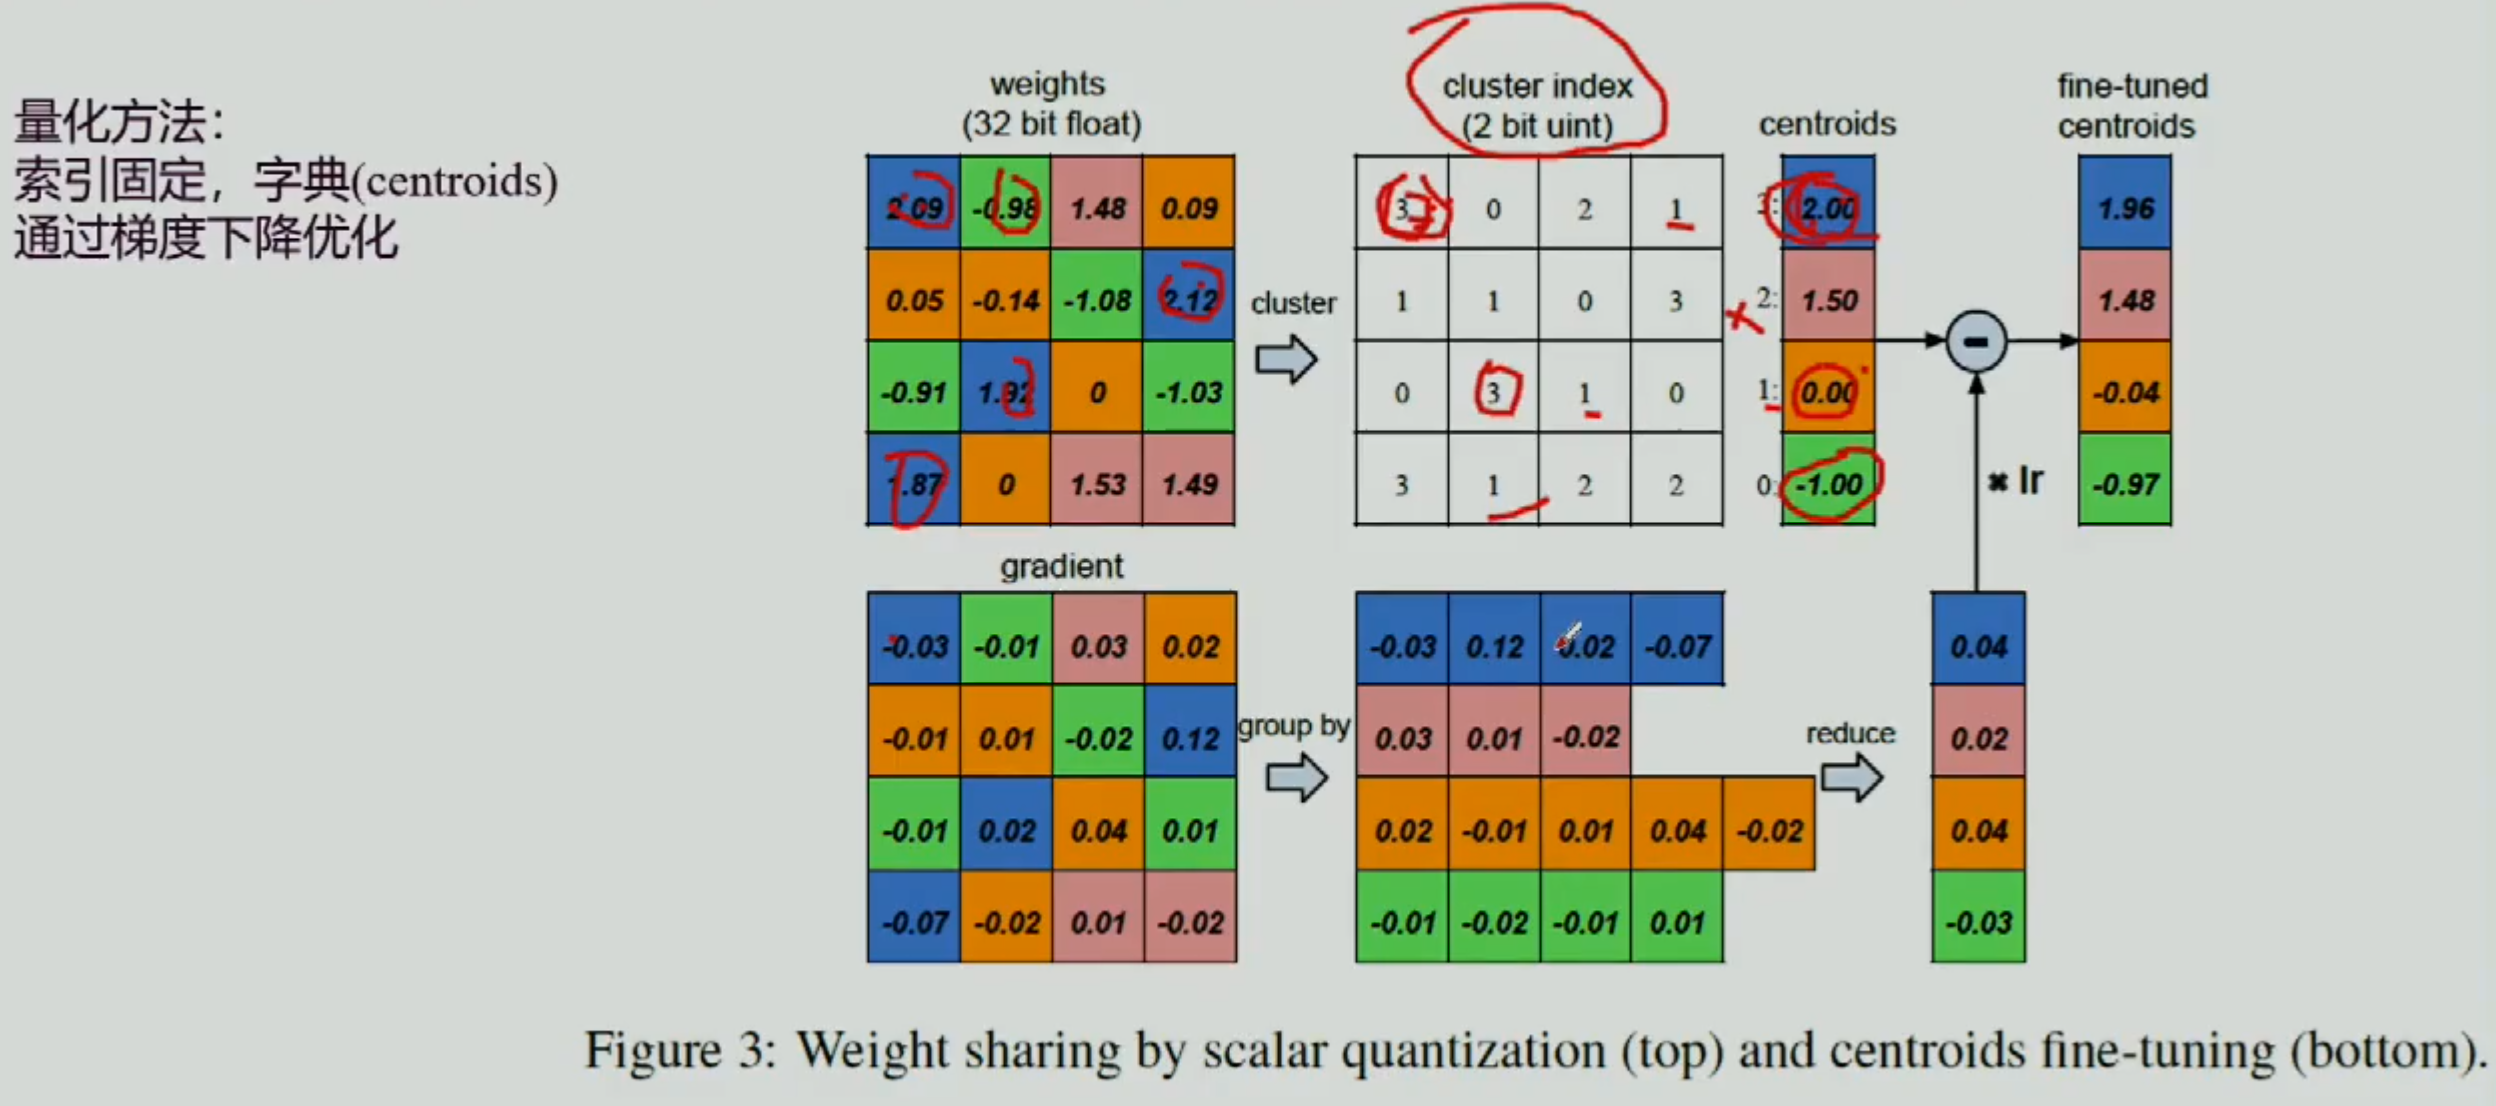 量化方法：
索引固定，字典(centroids)
通过梯度下降优化
weights
(32 bit float)
cluster index
(2 bit uint)
centroids
fine-tuned
centroids
2.09 -0.98 1.48 0.09
0.05 -0.14 -1.08 2.12
-0.91 1.92 0 -1.03
1.87 0 1.53 1.49
cluster
3 0 2 1
1 1 0 3
0 3 1 0
3 1 2 2
3: 2.00
2: 1.50
1: 0.00
0: -1.00
1.96
1.48
-0.04
-0.97
× lr
gradient
-0.03 -0.01 0.03 0.02
-0.01 0.01 -0.02 0.12
-0.01 0.02 0.04 0.01
-0.07 -0.02 0.01 -0.02
group by
-0.03 0.12 0.02 -0.07
0.03 0.01 -0.02
0.02 -0.01 0.01 0.04 -0.02
-0.01 -0.02 -0.01 0.01
reduce
0.04
0.02
0.04
-0.03
Figure 3: Weight sharing by scalar quantization (top) and centroids fine-tuning (bottom).